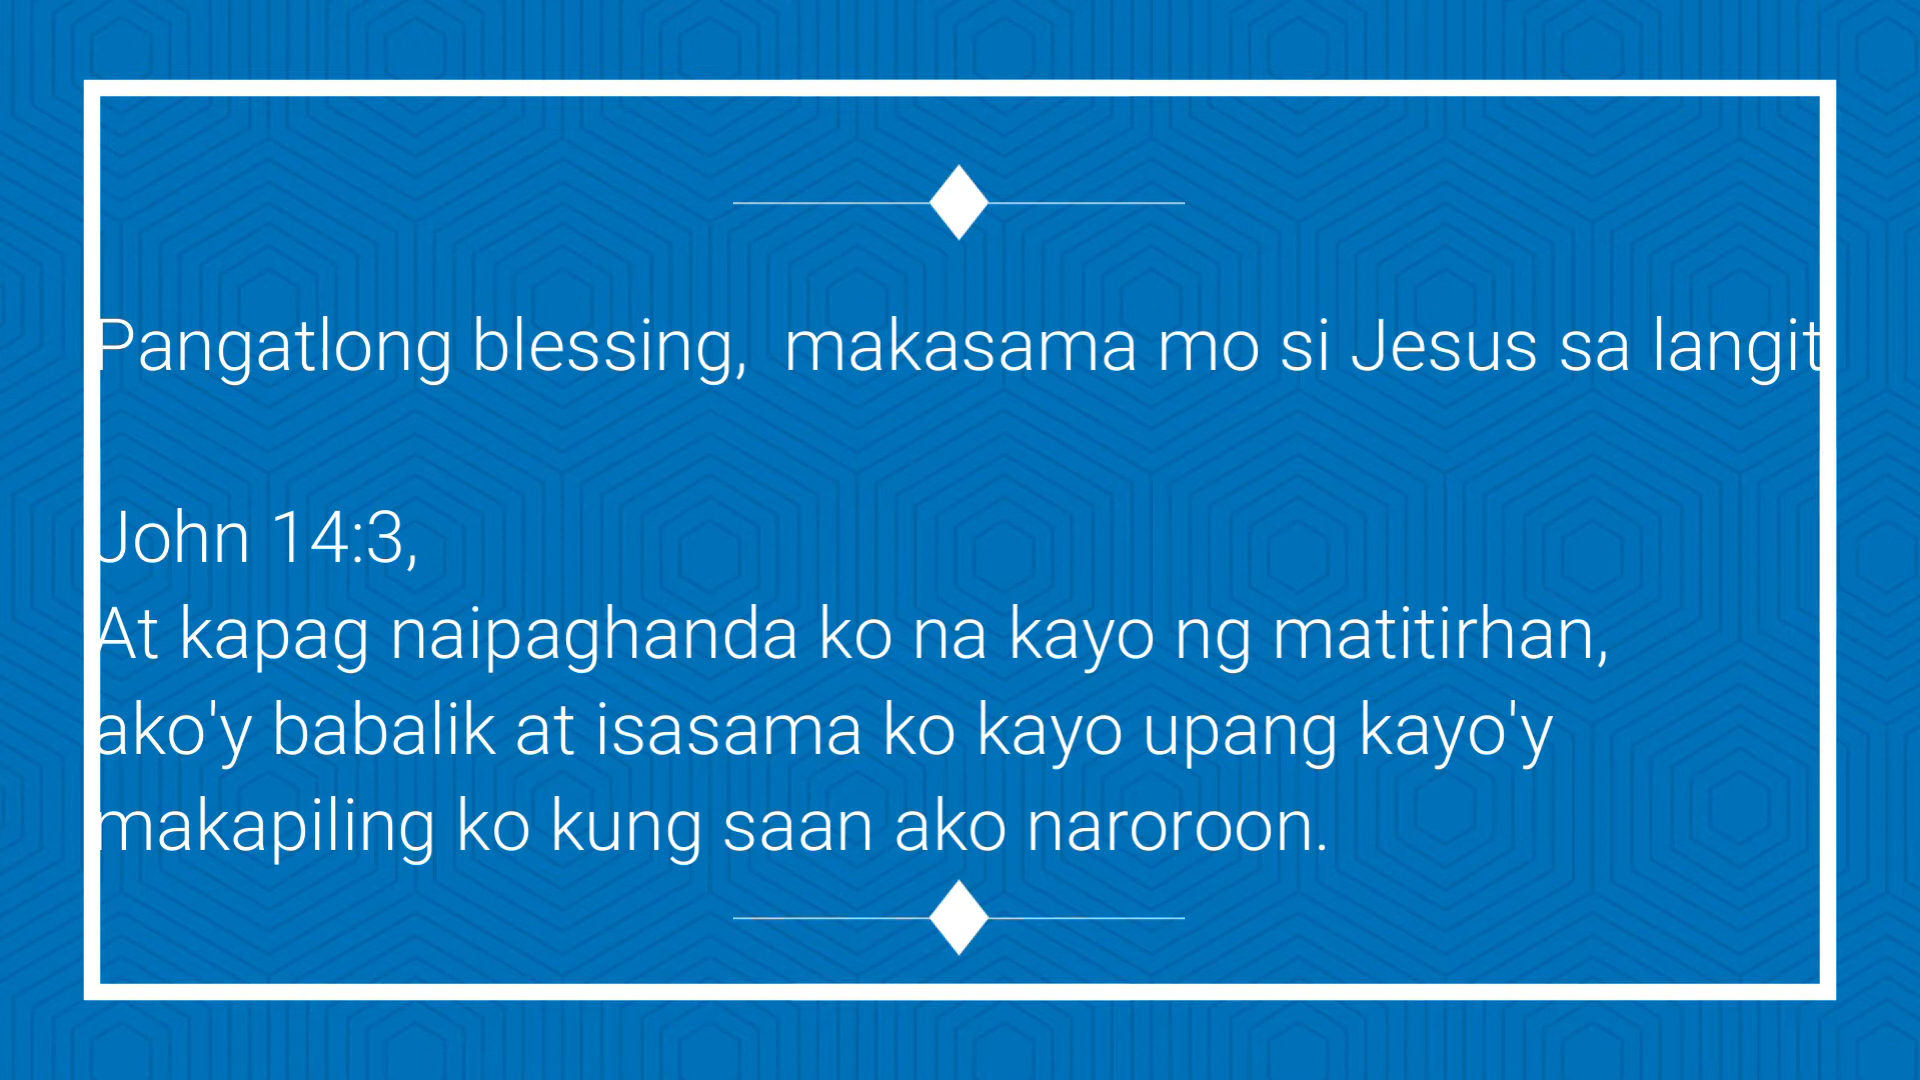 Pangatlong blessing,  makasama mo si Jesus sa langit
John 14:3,
At kapag naipaghanda ko na kayo ng matitirhan,
ako'y babalik at isasama ko kayo upang kayo'y
makapiling ko kung saan ako naroroon.